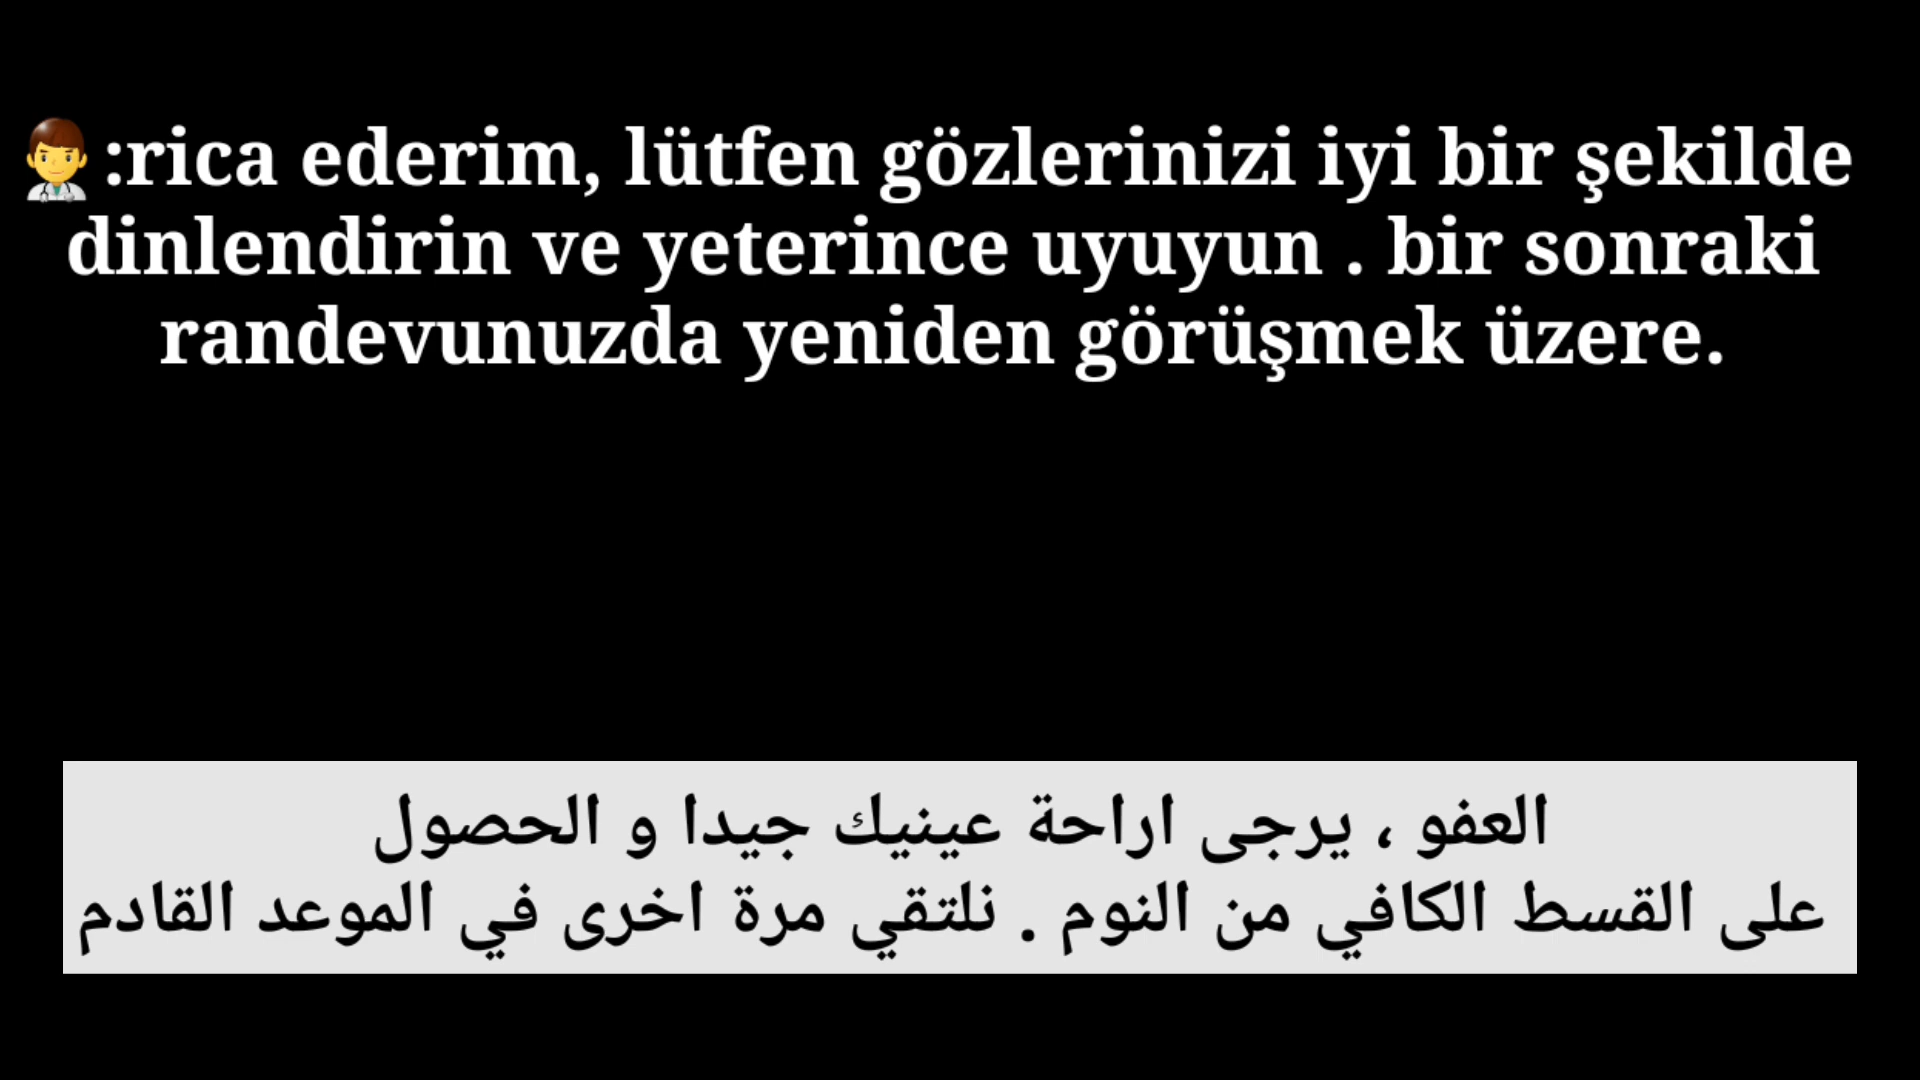 👨‍⚕️:rica ederim, lütfen gözlerinizi iyi bir şekilde
dinlendirin ve yeterince uyuyun . bir sonraki
randevunuzda yeniden görüşmek üzere.
العفو ، يرجى اراحة عينيك جيدا و الحصول
على القسط الكافي من النوم . نلتقي مرة اخرى في الموعد القادم